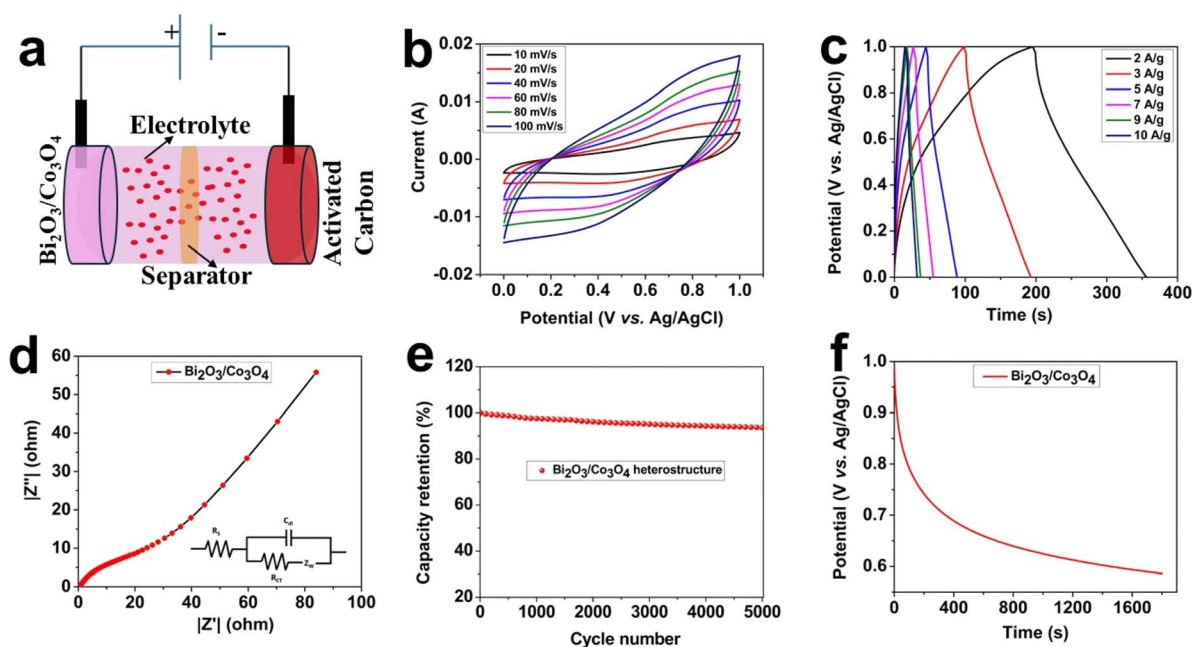 a
+ -
Electrolyte
Bi₂O₃/Co₃O₄
Activated
Carbon
Separator
b
10 mV/s
20 mV/s
40 mV/s
60 mV/s
80 mV/s
100 mV/s
0.02
0.01
0.00
-0.01
-0.02
Current (A)
0.0 0.2 0.4 0.6 0.8 1.0
Potential (V vs. Ag/AgCl)
c
2 A/g
3 A/g
5 A/g
7 A/g
9 A/g
10 A/g
1.0
0.8
0.6
0.4
0.2
0.0
Potential (V vs. Ag/AgCl)
0 100 200 300 400
Time (s)
d
Bi₂O₃/Co₃O₄
60
50
40
30
20
10
0
|Z"| (ohm)
Rs
Cdl
RCT
Zw
0 20 40 60 80 100
|Z'| (ohm)
e
120
100
80
60
40
20
Capacity retention (%)
Bi₂O₃/Co₃O₄ heterostructure
0 1000 2000 3000 4000 5000
Cycle number
f
Bi₂O₃/Co₃O₄
1.0
0.9
0.8
0.7
0.6
Potential (V vs. Ag/AgCl)
0 400 800 1200 1600
Time (s)